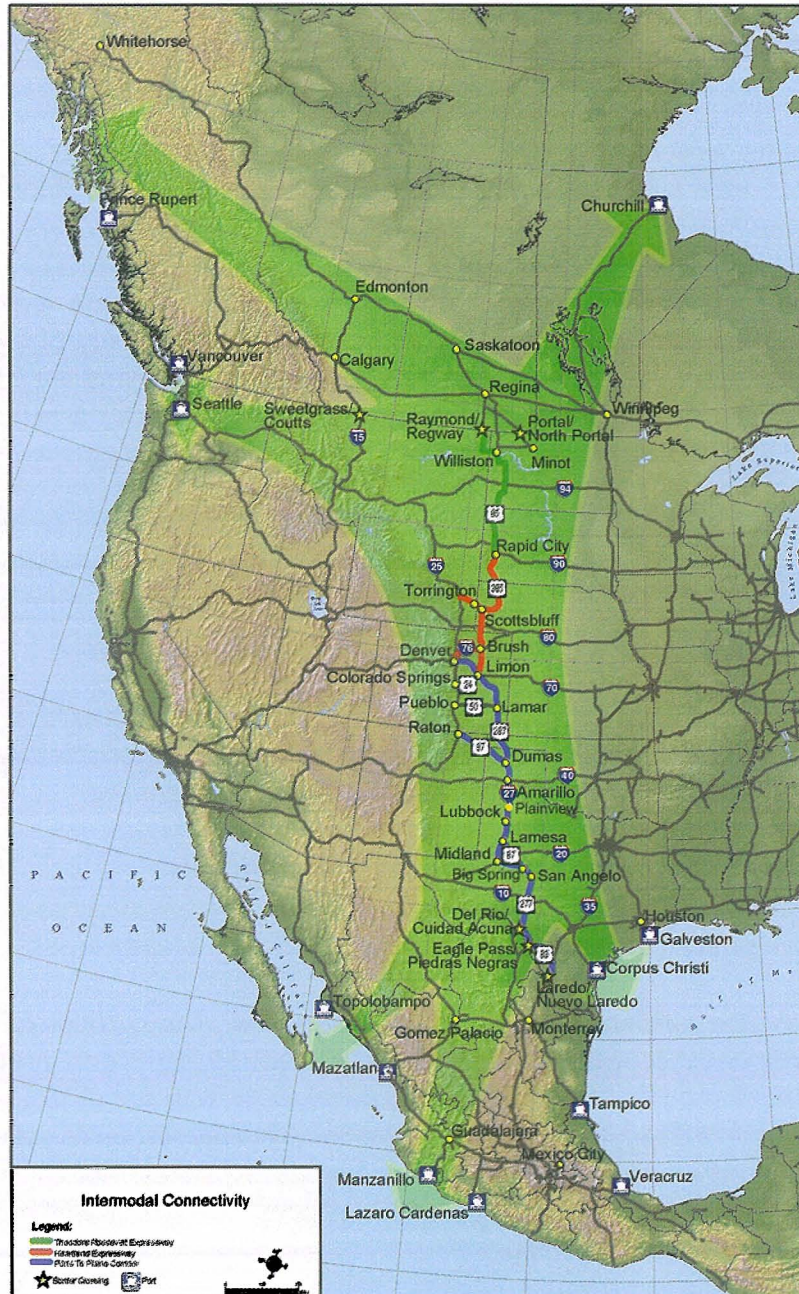 Whitehorse
Prince Rupert
Churchill
Edmonton
Saskatoon
Vancouver
Calgary
Regina
Seattle
Sweetgrass/
Coutts
Winnipeg
Raymond/
Regway
Portal/
North Portal
15
Williston
Minot
94
Lake Superior
Lake Michigan
85
Rapid City
25
90
385
Torrington
Scottsbluff
80
76
Brush
Denver
Limon
Colorado Springs
24
70
Pueblo
50
Lamar
Raton
287
87
Dumas
40
Amarillo
27
Plainview
Lubbock
Lamesa
Midland
87
20
Big Spring
San Angelo
PACIFIC
OCEAN
10
277
35
Del Rio/
Cuidad Acuna
Houston
Galveston
Eagle Pass/
Piedras Negras
83
Corpus Christi
Laredo/
Nuevo Laredo
Topolobampo
Gomez Palacio
Monterrey
Mazatlan
Tampico
Guadalajara
Mexico City
Manzanillo
Veracruz
Lazaro Cardenas
Intermodal Connectivity
Legend:
Theodore Roosevelt Expressway
Heartland Expressway
Ports To Plains Corridor
Border Crossing
Port